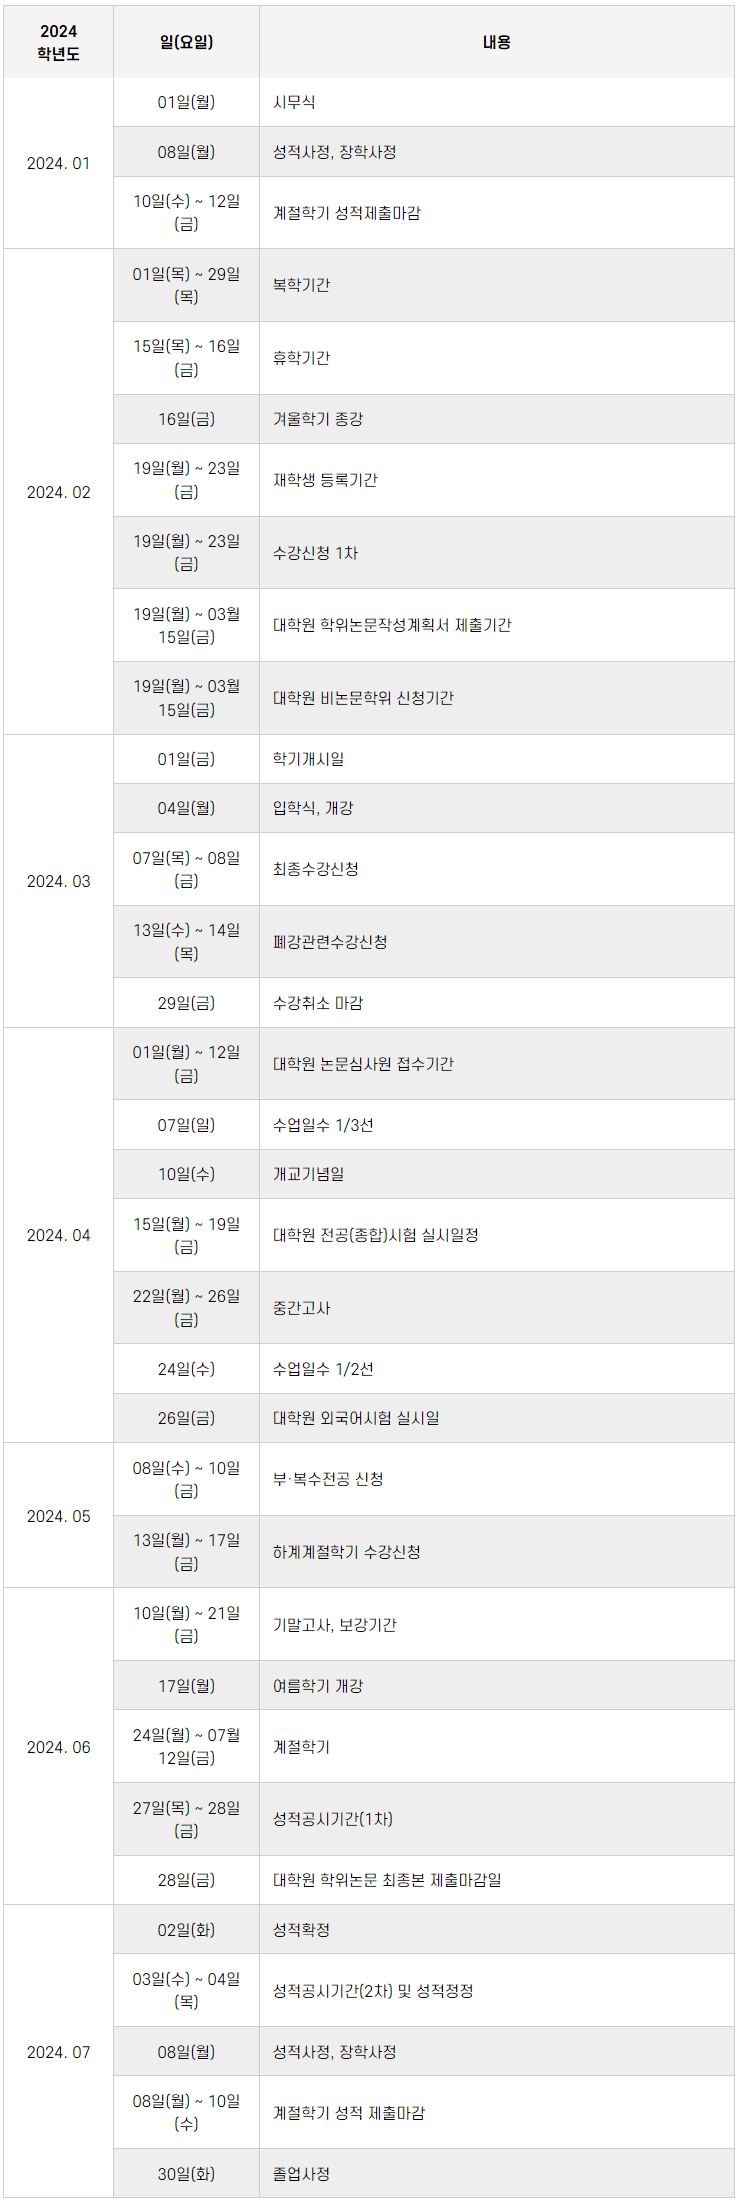 2024
학년도
일(요일)
내용
2024. 01
01일(월)
시무식
08일(월)
성적사정, 장학사정
10일(수) ~ 12일
(금)
계절학기 성적제출마감
2024. 02
01일(목) ~ 29일
(목)
복학기간
15일(목) ~ 16일
(금)
휴학기간
16일(금)
겨울학기 종강
19일(월) ~ 23일
(금)
재학생 등록기간
19일(월) ~ 23일
(금)
수강신청 1차
19일(월) ~ 03월
15일(금)
대학원 학위논문작성계획서 제출기간
19일(월) ~ 03월
15일(금)
대학원 비논문학위 신청기간
2024. 03
01일(금)
학기개시일
04일(월)
입학식, 개강
07일(목) ~ 08일
(금)
최종수강신청
13일(수) ~ 14일
(목)
폐강관련수강신청
29일(금)
수강취소 마감
2024. 04
01일(월) ~ 12일
(금)
대학원 논문심사원 접수기간
07일(일)
수업일수 1/3선
10일(수)
개교기념일
15일(월) ~ 19일
(금)
대학원 전공(종합)시험 실시일정
22일(월) ~ 26일
(금)
중간고사
24일(수)
수업일수 1/2선
26일(금)
대학원 외국어시험 실시일
2024. 05
08일(수) ~ 10일
(금)
부·복수전공 신청
13일(월) ~ 17일
(금)
하계계절학기 수강신청
2024. 06
10일(월) ~ 21일
(금)
기말고사, 보강기간
17일(월)
여름학기 개강
24일(월) ~ 07월
12일(금)
계절학기
27일(목) ~ 28일
(금)
성적공시기간(1차)
28일(금)
대학원 학위논문 최종본 제출마감일
2024. 07
02일(화)
성적확정
03일(수) ~ 04일
(목)
성적공시기간(2차) 및 성적정정
08일(월)
성적사정, 장학사정
08일(월) ~ 10일
(수)
계절학기 성적 제출마감
30일(화)
졸업사정